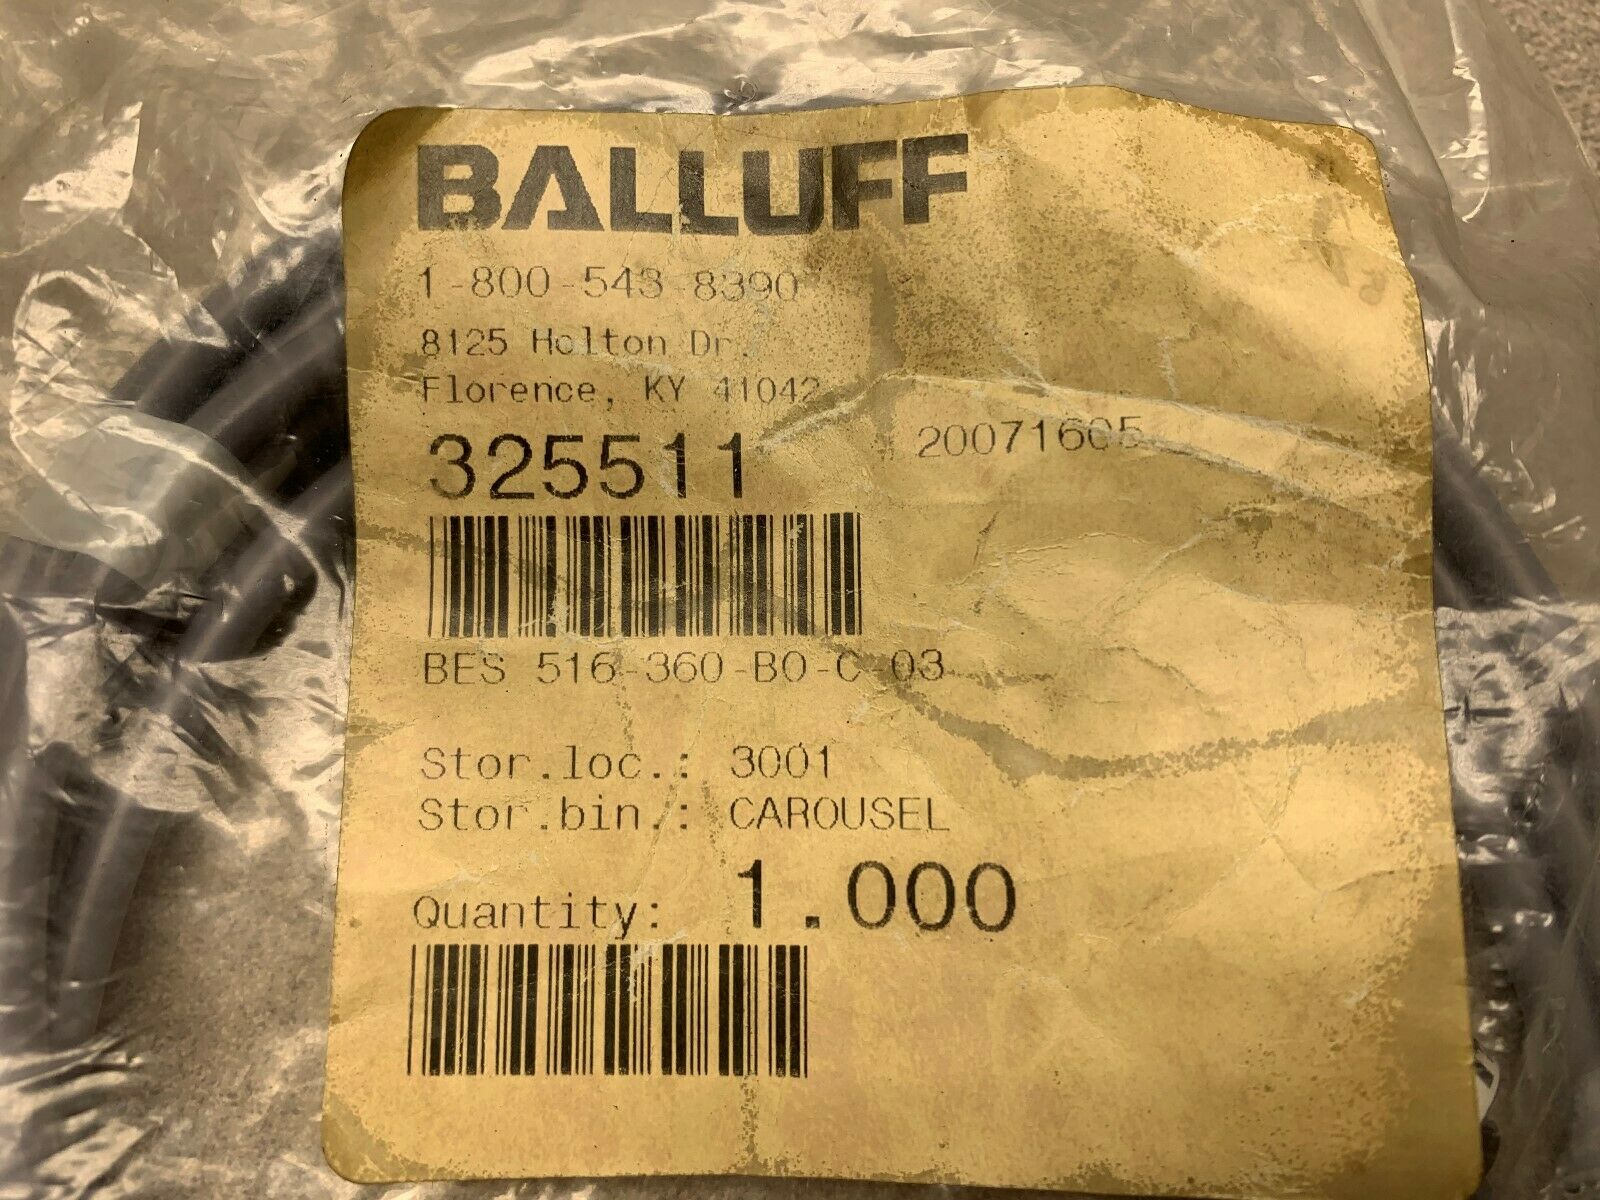 BALLUFF
1-800-543-8390
8125 Holton Dr.
Florence, KY 41042
325511 20071605
BES 516-360-B0-C-03
Stor.loc.: 3001
Stor.bin.: CAROUSEL
Quantity: 1.000